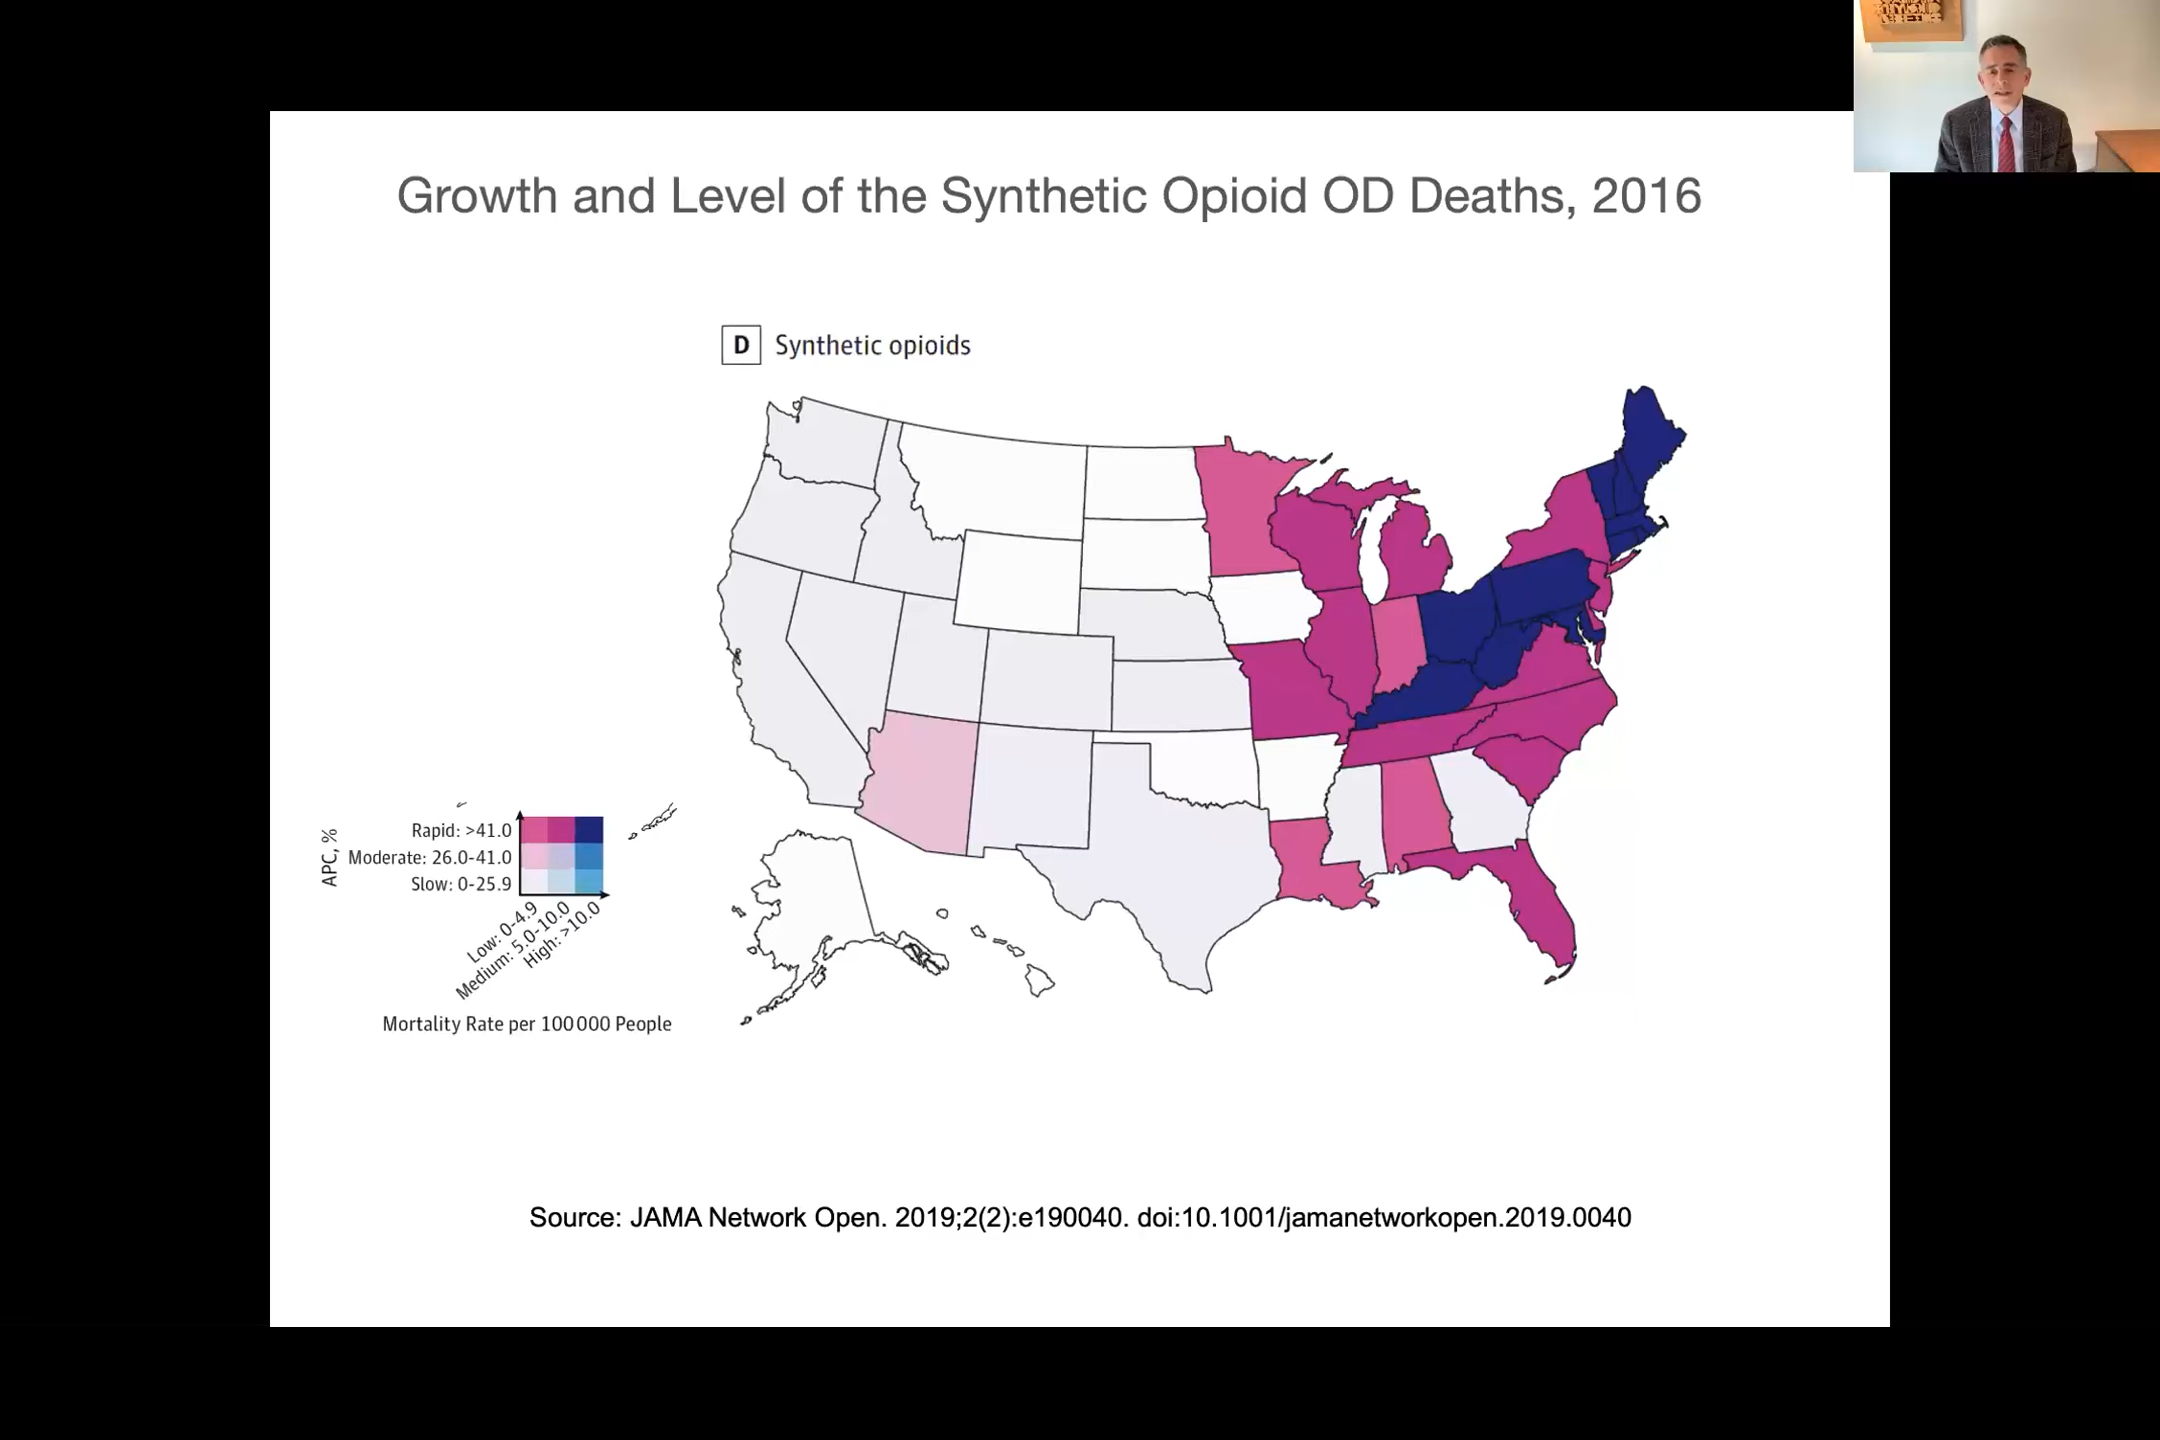 Growth and Level of the Synthetic Opioid OD Deaths, 2016
D Synthetic opioids
APC, %
Rapid: >41.0
Moderate: 26.0-41.0
Slow: 0-25.9
Low: 0-4.9
Medium: 5.0-10.0
High: >10.0
Mortality Rate per 100 000 People
Source: JAMA Network Open. 2019;2(2):e190040. doi:10.1001/jamanetworkopen.2019.0040